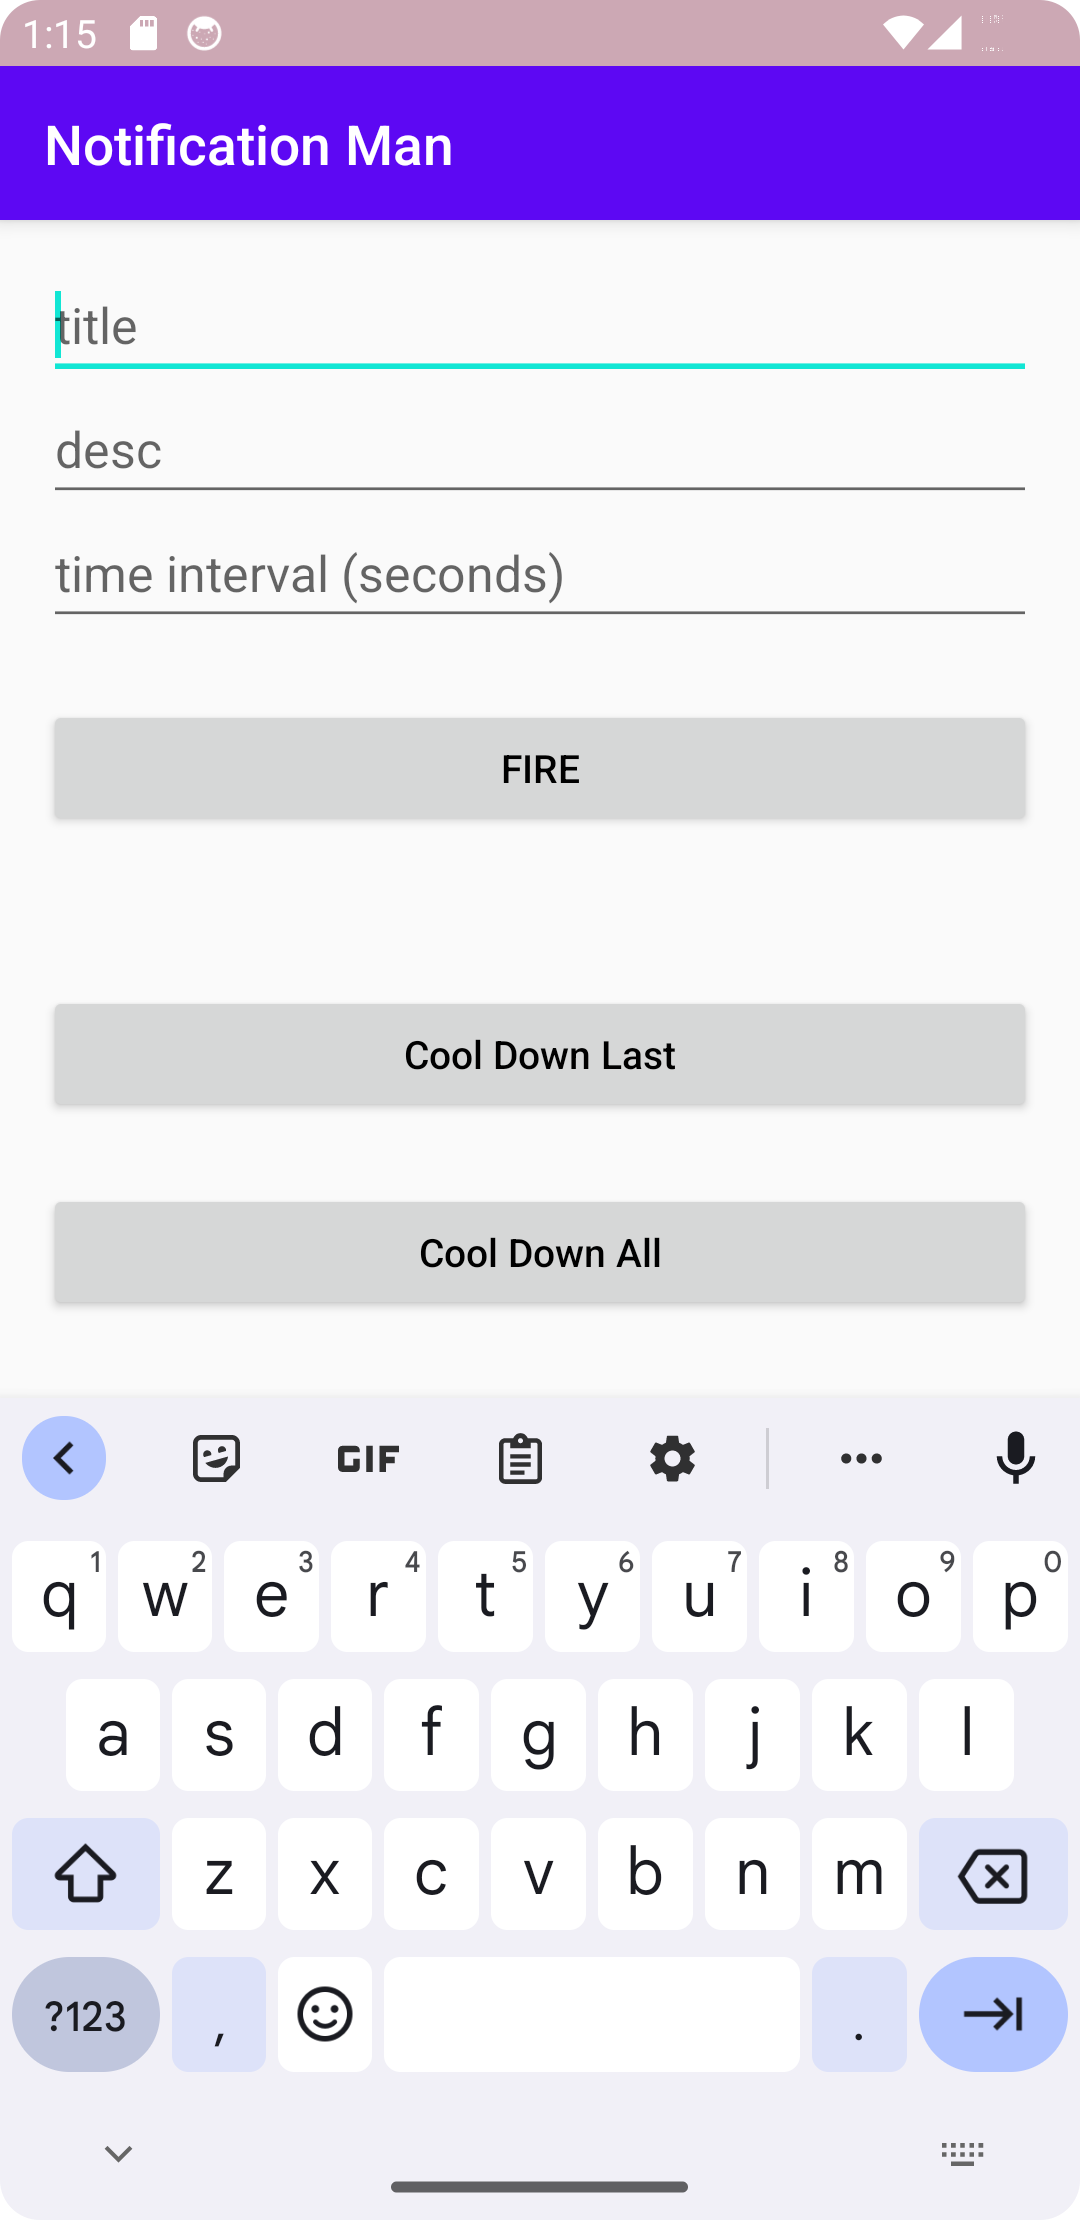 1:15
Notification Man
title
desc
time interval (seconds)
FIRE
Cool Down Last
Cool Down All
GIF
q 1 w 2 e 3 r 4 t 5 y 6 u 7 i 8 o 9 p 0
a s d f g h j k l
z x c v b n m
?123 , .